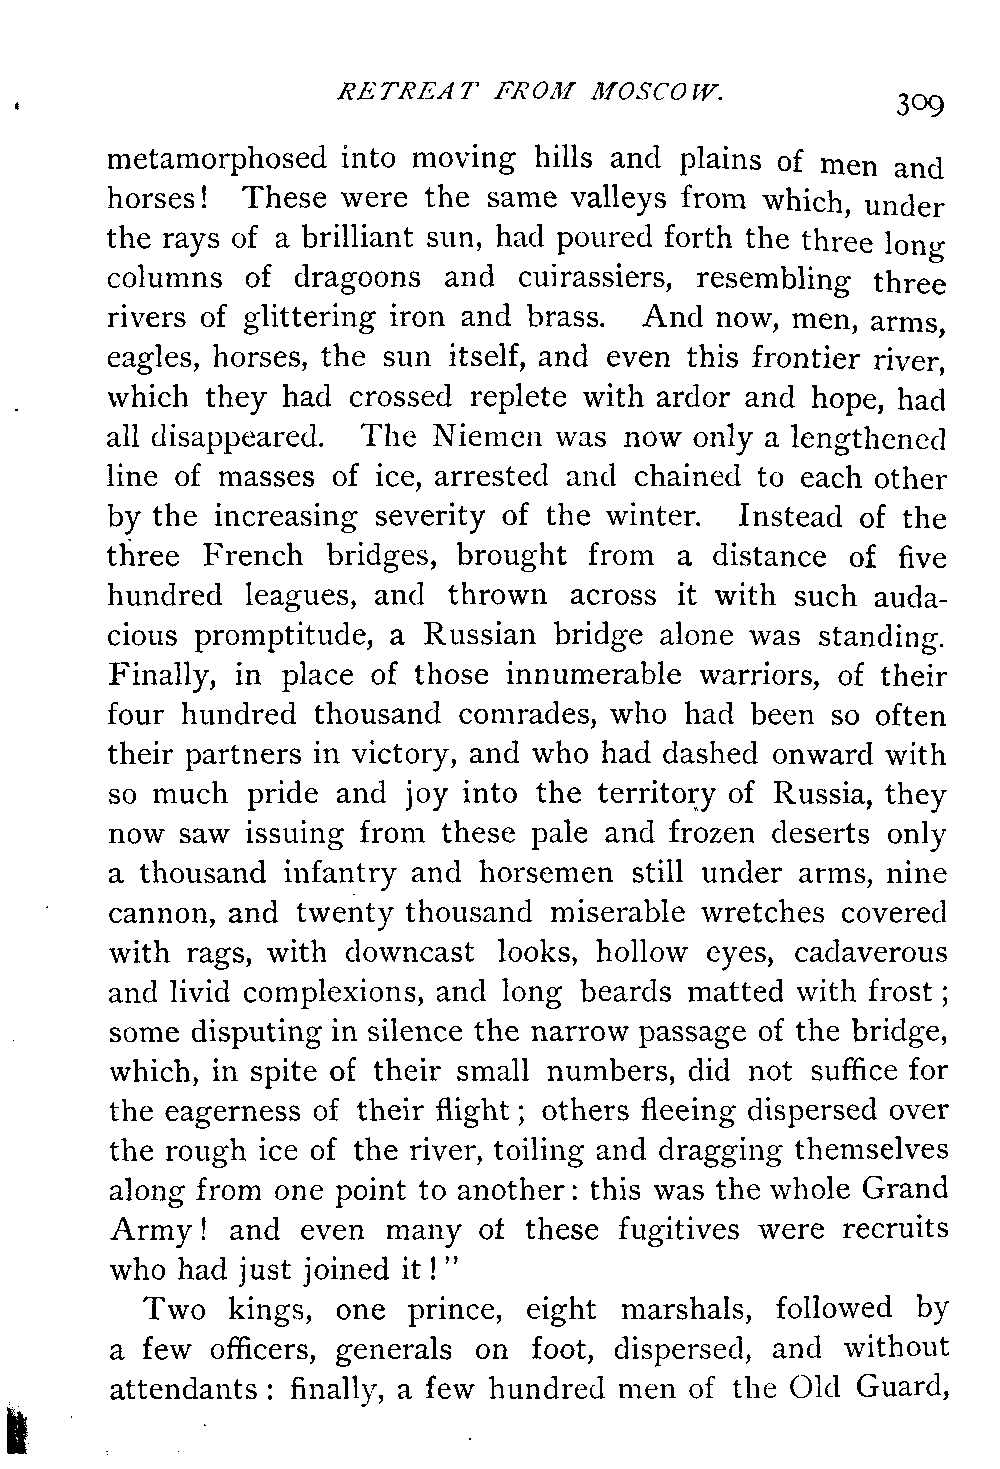 RETREAT FROM MOSCOW.
309
metamorphosed into moving hills and plains of men and
horses! These were the same valleys from which, under
the rays of a brilliant sun, had poured forth the three long
columns of dragoons and cuirassiers, resembling three
rivers of glittering iron and brass. And now, men, arms,
eagles, horses, the sun itself, and even this frontier river,
which they had crossed replete with ardor and hope, had
all disappeared. The Niemen was now only a lengthened
line of masses of ice, arrested and chained to each other
by the increasing severity of the winter. Instead of the
three French bridges, brought from a distance of five
hundred leagues, and thrown across it with such auda-
cious promptitude, a Russian bridge alone was standing.
Finally, in place of those innumerable warriors, of their
four hundred thousand comrades, who had been so often
their partners in victory, and who had dashed onward with
so much pride and joy into the territory of Russia, they
now saw issuing from these pale and frozen deserts only
a thousand infantry and horsemen still under arms, nine
cannon, and twenty thousand miserable wretches covered
with rags, with downcast looks, hollow eyes, cadaverous
and livid complexions, and long beards matted with frost;
some disputing in silence the narrow passage of the bridge,
which, in spite of their small numbers, did not suffice for
the eagerness of their flight; others fleeing dispersed over
the rough ice of the river, toiling and dragging themselves
along from one point to another: this was the whole Grand
Army! and even many of these fugitives were recruits
who had just joined it!"
Two kings, one prince, eight marshals, followed by
a few officers, generals on foot, dispersed, and without
attendants: finally, a few hundred men of the Old Guard,